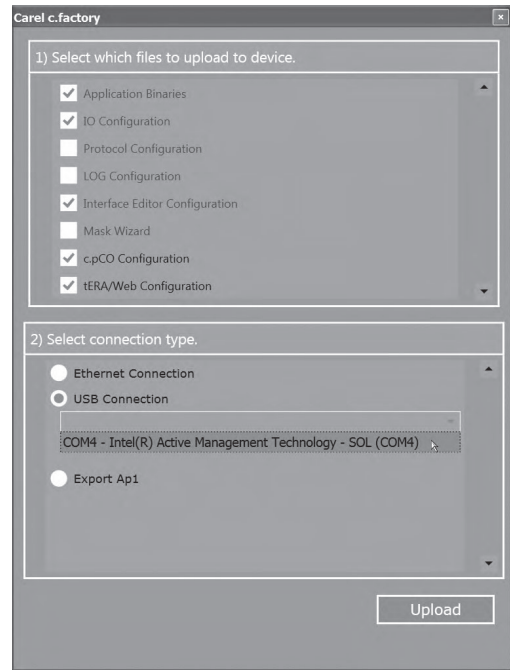 Carel c.factory
1) Select which files to upload to device.
Application Binaries
IO Configuration
Protocol Configuration
LOG Configuration
Interface Editor Configuration
Mask Wizard
c.pCO Configuration
tERA/Web Configuration
2) Select connection type.
Ethernet Connection
USB Connection
COM4 - Intel(R) Active Management Technology - SOL (COM4)
Export Ap1
Upload